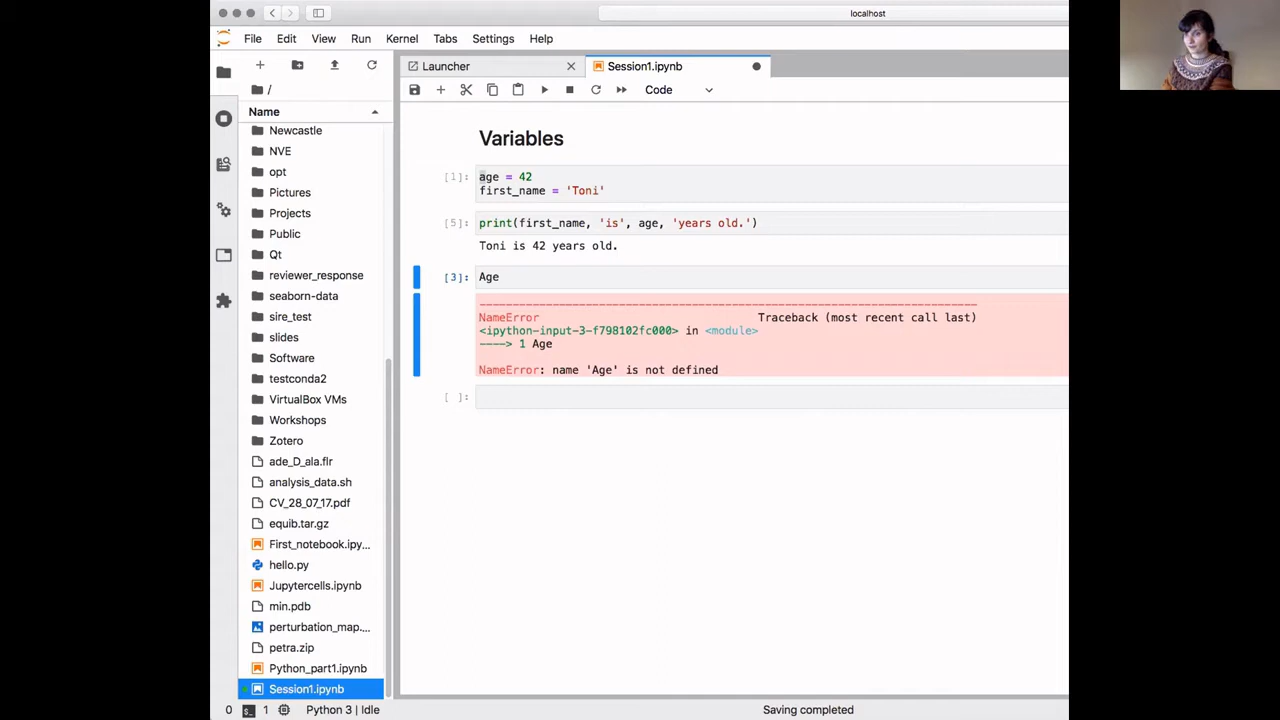 localhost
File Edit View Run Kernel Tabs Settings Help
Launcher
Session1.ipynb
/
Code
Name
Newcastle
NVE
opt
Pictures
Projects
Public
Qt
reviewer_response
seaborn-data
sire_test
slides
Software
testconda2
VirtualBox VMs
Workshops
Zotero
ade_D_ala.flr
analysis_data.sh
CV_28_07_17.pdf
equib.tar.gz
First_notebook.ipy...
hello.py
Jupytercells.ipynb
min.pdb
perturbation_map....
petra.zip
Python_part1.ipynb
Session1.ipynb
Variables
[1]: age = 42
first_name = 'Toni'
[5]: print(first_name, 'is', age, 'years old.')
Toni is 42 years old.
[3]: Age
---------------------------------------------------------------------------
NameError Traceback (most recent call last)
<ipython-input-3-f798102fc000> in <module>
----> 1 Age
NameError: name 'Age' is not defined
[ ]:
0 1 Python 3 | Idle Saving completed